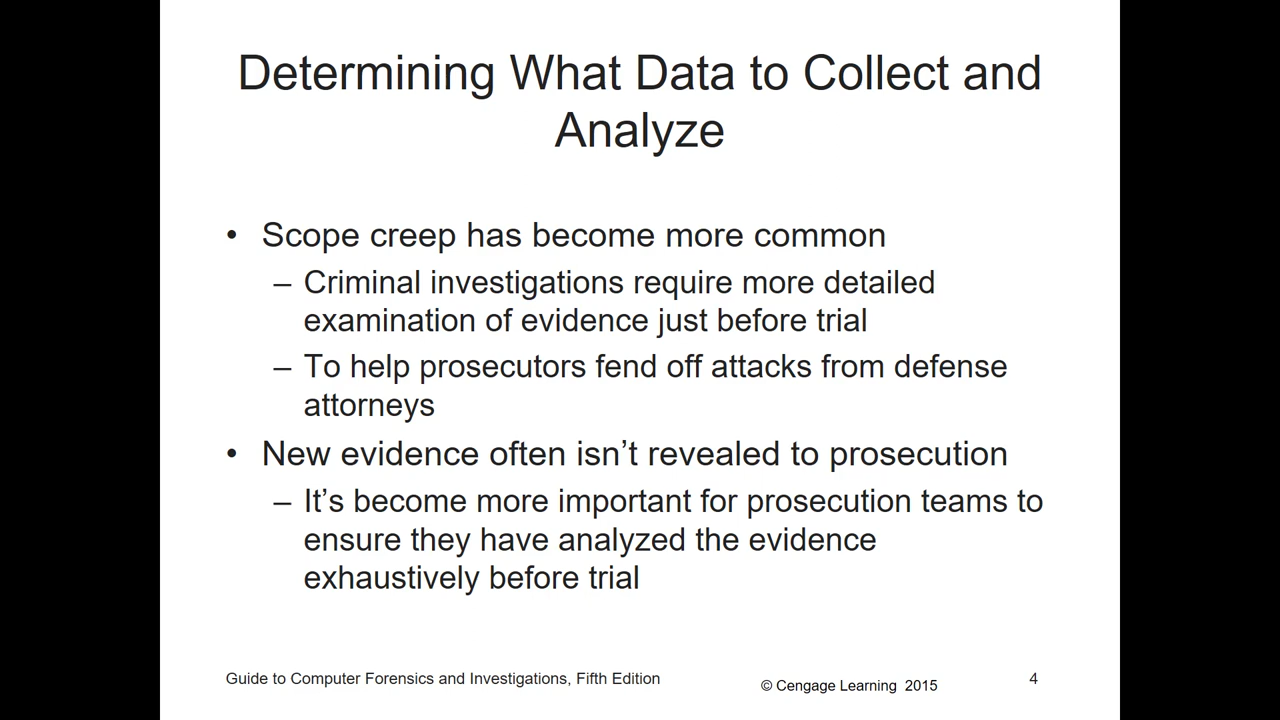 Determining What Data to Collect and
Analyze
• Scope creep has become more common
– Criminal investigations require more detailed
examination of evidence just before trial
– To help prosecutors fend off attacks from defense
attorneys
• New evidence often isn’t revealed to prosecution
– It’s become more important for prosecution teams to
ensure they have analyzed the evidence
exhaustively before trial
Guide to Computer Forensics and Investigations, Fifth Edition
© Cengage Learning 2015
4